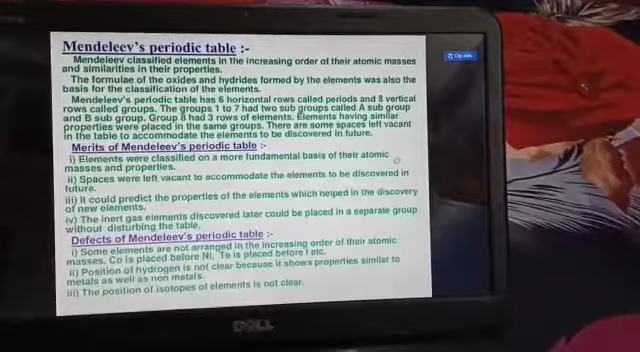 Mendeleev's periodic table :-
Mendeleev classified elements in the increasing order of their atomic masses
and similarities in their properties.
The formulae of the oxides and hydrides formed by the elements was also the
basis for the classification of the elements.
Mendeleev's periodic table has 6 horizontal rows called periods and 8 vertical
rows called groups. The groups 1 to 7 had two sub groups called A sub group
and B sub group. Group 8 had 3 rows of elements. Elements having similar
properties were placed in the same groups. There are some spaces left vacant
in the table to accommodate the elements to be discovered in future.
Merits of Mendeleev's periodic table :-
i) Elements were classified on a more fundamental basis of their atomic
masses and properties.
ii) Spaces were left vacant to accommodate the elements to be discovered in
future.
iii) It could predict the properties of the elements which helped in the discovery
of new elements.
iv) The inert gas elements discovered later could be placed in a separate group
without disturbing the table.
Defects of Mendeleev's periodic table :-
i) Some elements are not arranged in the increasing order of their atomic
masses. Co is placed before Ni, Te is placed before I etc.
ii) Position of hydrogen is not clear because it shows properties similar to
metals as well as non metals.
iii) The position of isotopes of elements is not clear.
DELL